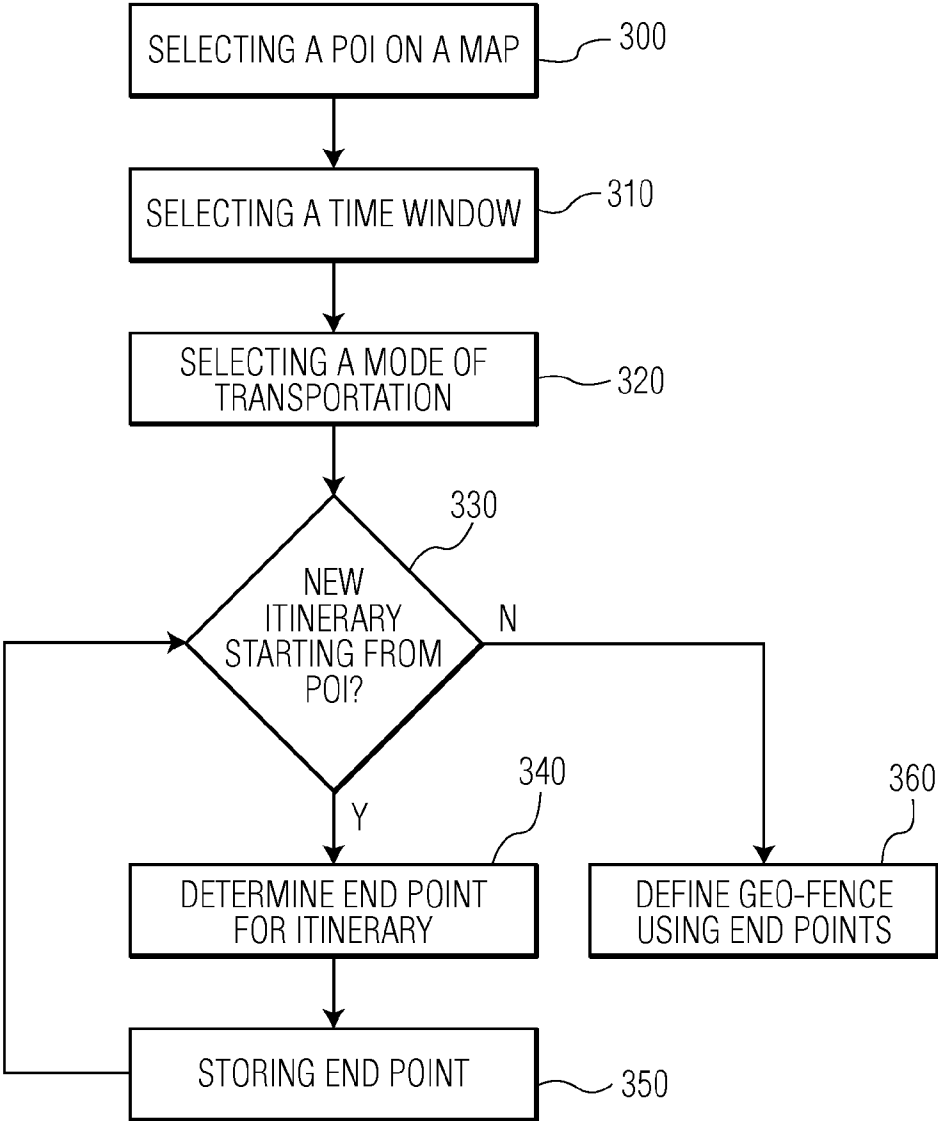 SELECTING A POI ON A MAP
300
SELECTING A TIME WINDOW
310
SELECTING A MODE OF
TRANSPORTATION
320
330
NEW
ITINERARY
STARTING FROM
POI?
N
Y
340
DETERMINE END POINT
FOR ITINERARY
360
DEFINE GEO-FENCE
USING END POINTS
STORING END POINT
350